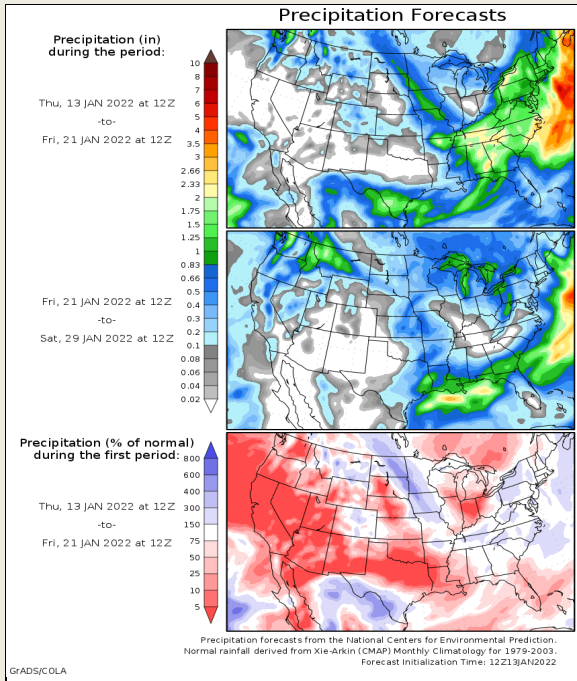 Precipitation Forecasts
Precipitation (in)
during the period:
Thu, 13 JAN 2022 at 12Z
-to-
Fri, 21 JAN 2022 at 12Z
10
8
7
6
5
4
3.5
3
2.66
2.33
2
1.75
1.5
1.25
1
0.83
0.66
0.5
0.4
0.3
0.2
0.1
0.08
0.06
0.04
0.02
Fri, 21 JAN 2022 at 12Z
-to-
Sat, 29 JAN 2022 at 12Z
Precipitation (% of normal)
during the first period:
Thu, 13 JAN 2022 at 12Z
-to-
Fri, 21 JAN 2022 at 12Z
800
600
400
300
150
75
50
25
10
5
Precipitation forecasts from the National Centers for Environmental Prediction.
Normal rainfall derived from Xie-Arkin (CMAP) Monthly Climatology for 1979-2003.
Forecast Initialization Time: 12Z13JAN2022
GrADS/COLA